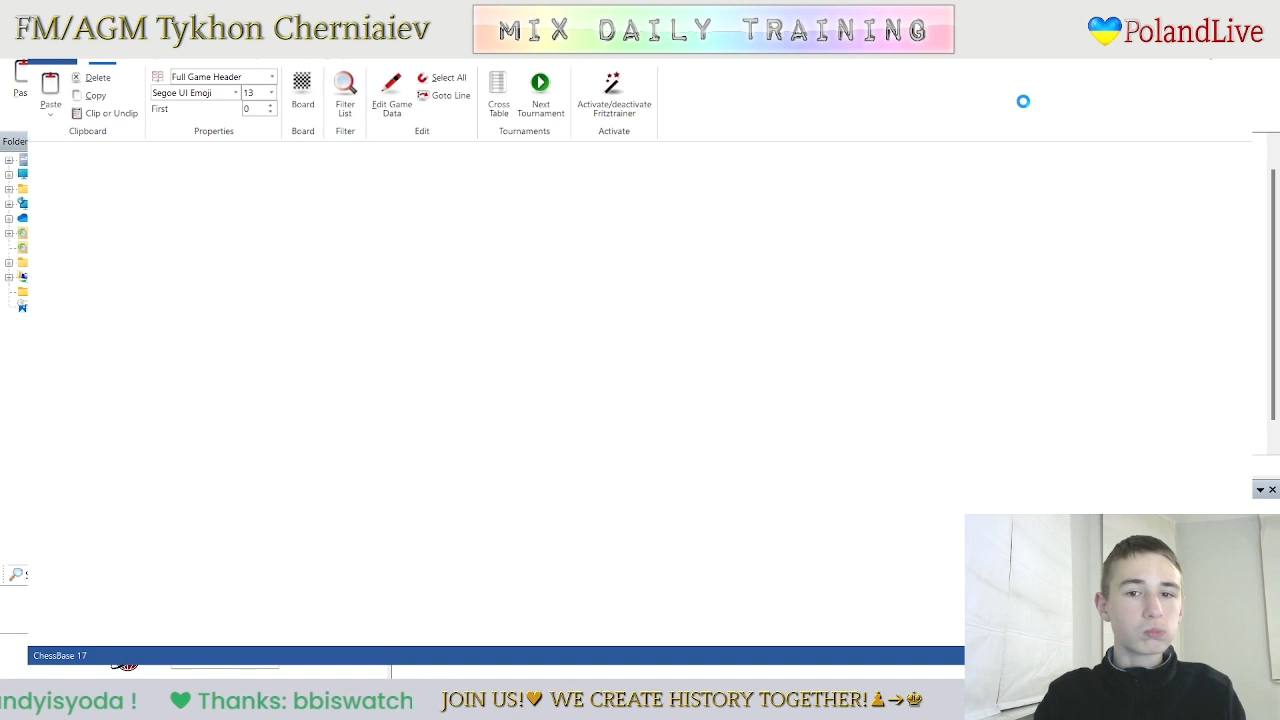 FM/AGM Tykhon Cherniaiev
MIX DAILY TRAINING
PolandLive
Paste
Delete
Copy
Clip or Unclip
Clipboard
Full Game Header
Segoe UI Emoji
13
First
0
Properties
Board
Board
Filter
List
Filter
Edit Game
Data
Select All
Goto Line
Edit
Cross
Table
Next
Tournament
Tournaments
Activate/deactivate
Fritztrainer
Activate
Folder
ChessBase 17
andyisyoda !
Thanks: bbiswatch
JOIN US! WE CREATE HISTORY TOGETHER!